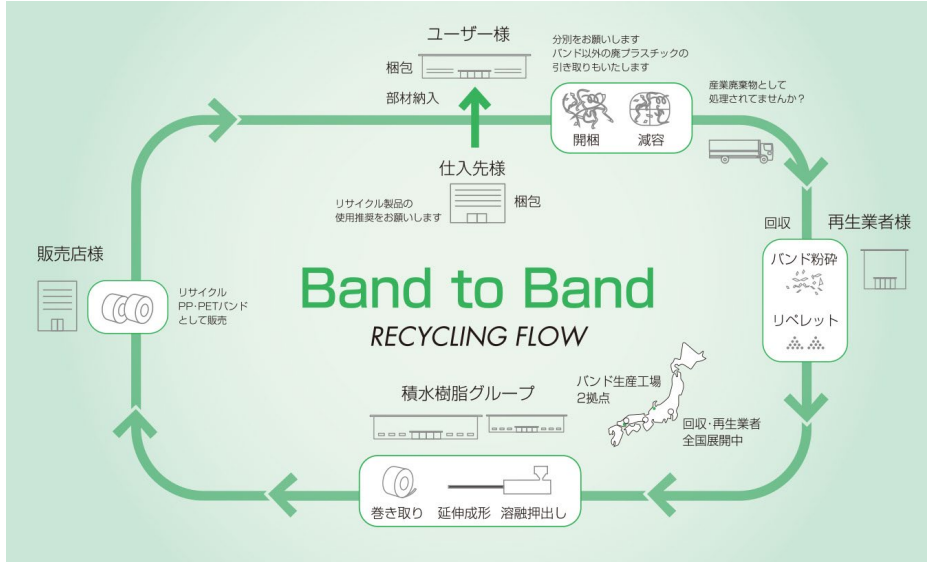 ユーザー様
梱包
部材納入
分別をお願いします
バンド以外の廃プラスチックの
引き取りもいたします
開梱
減容
産業廃棄物として
処理されてませんか？
仕入先様
梱包
リサイクル製品の
使用推奨をお願いします
回収
再生業者様
バンド粉砕
リペレット
販売店様
リサイクル
PP・PETバンド
として販売
Band to Band
RECYCLING FLOW
積水樹脂グループ
バンド生産工場
2拠点
回収・再生業者
全国展開中
巻き取り
延伸成形
溶融押出し